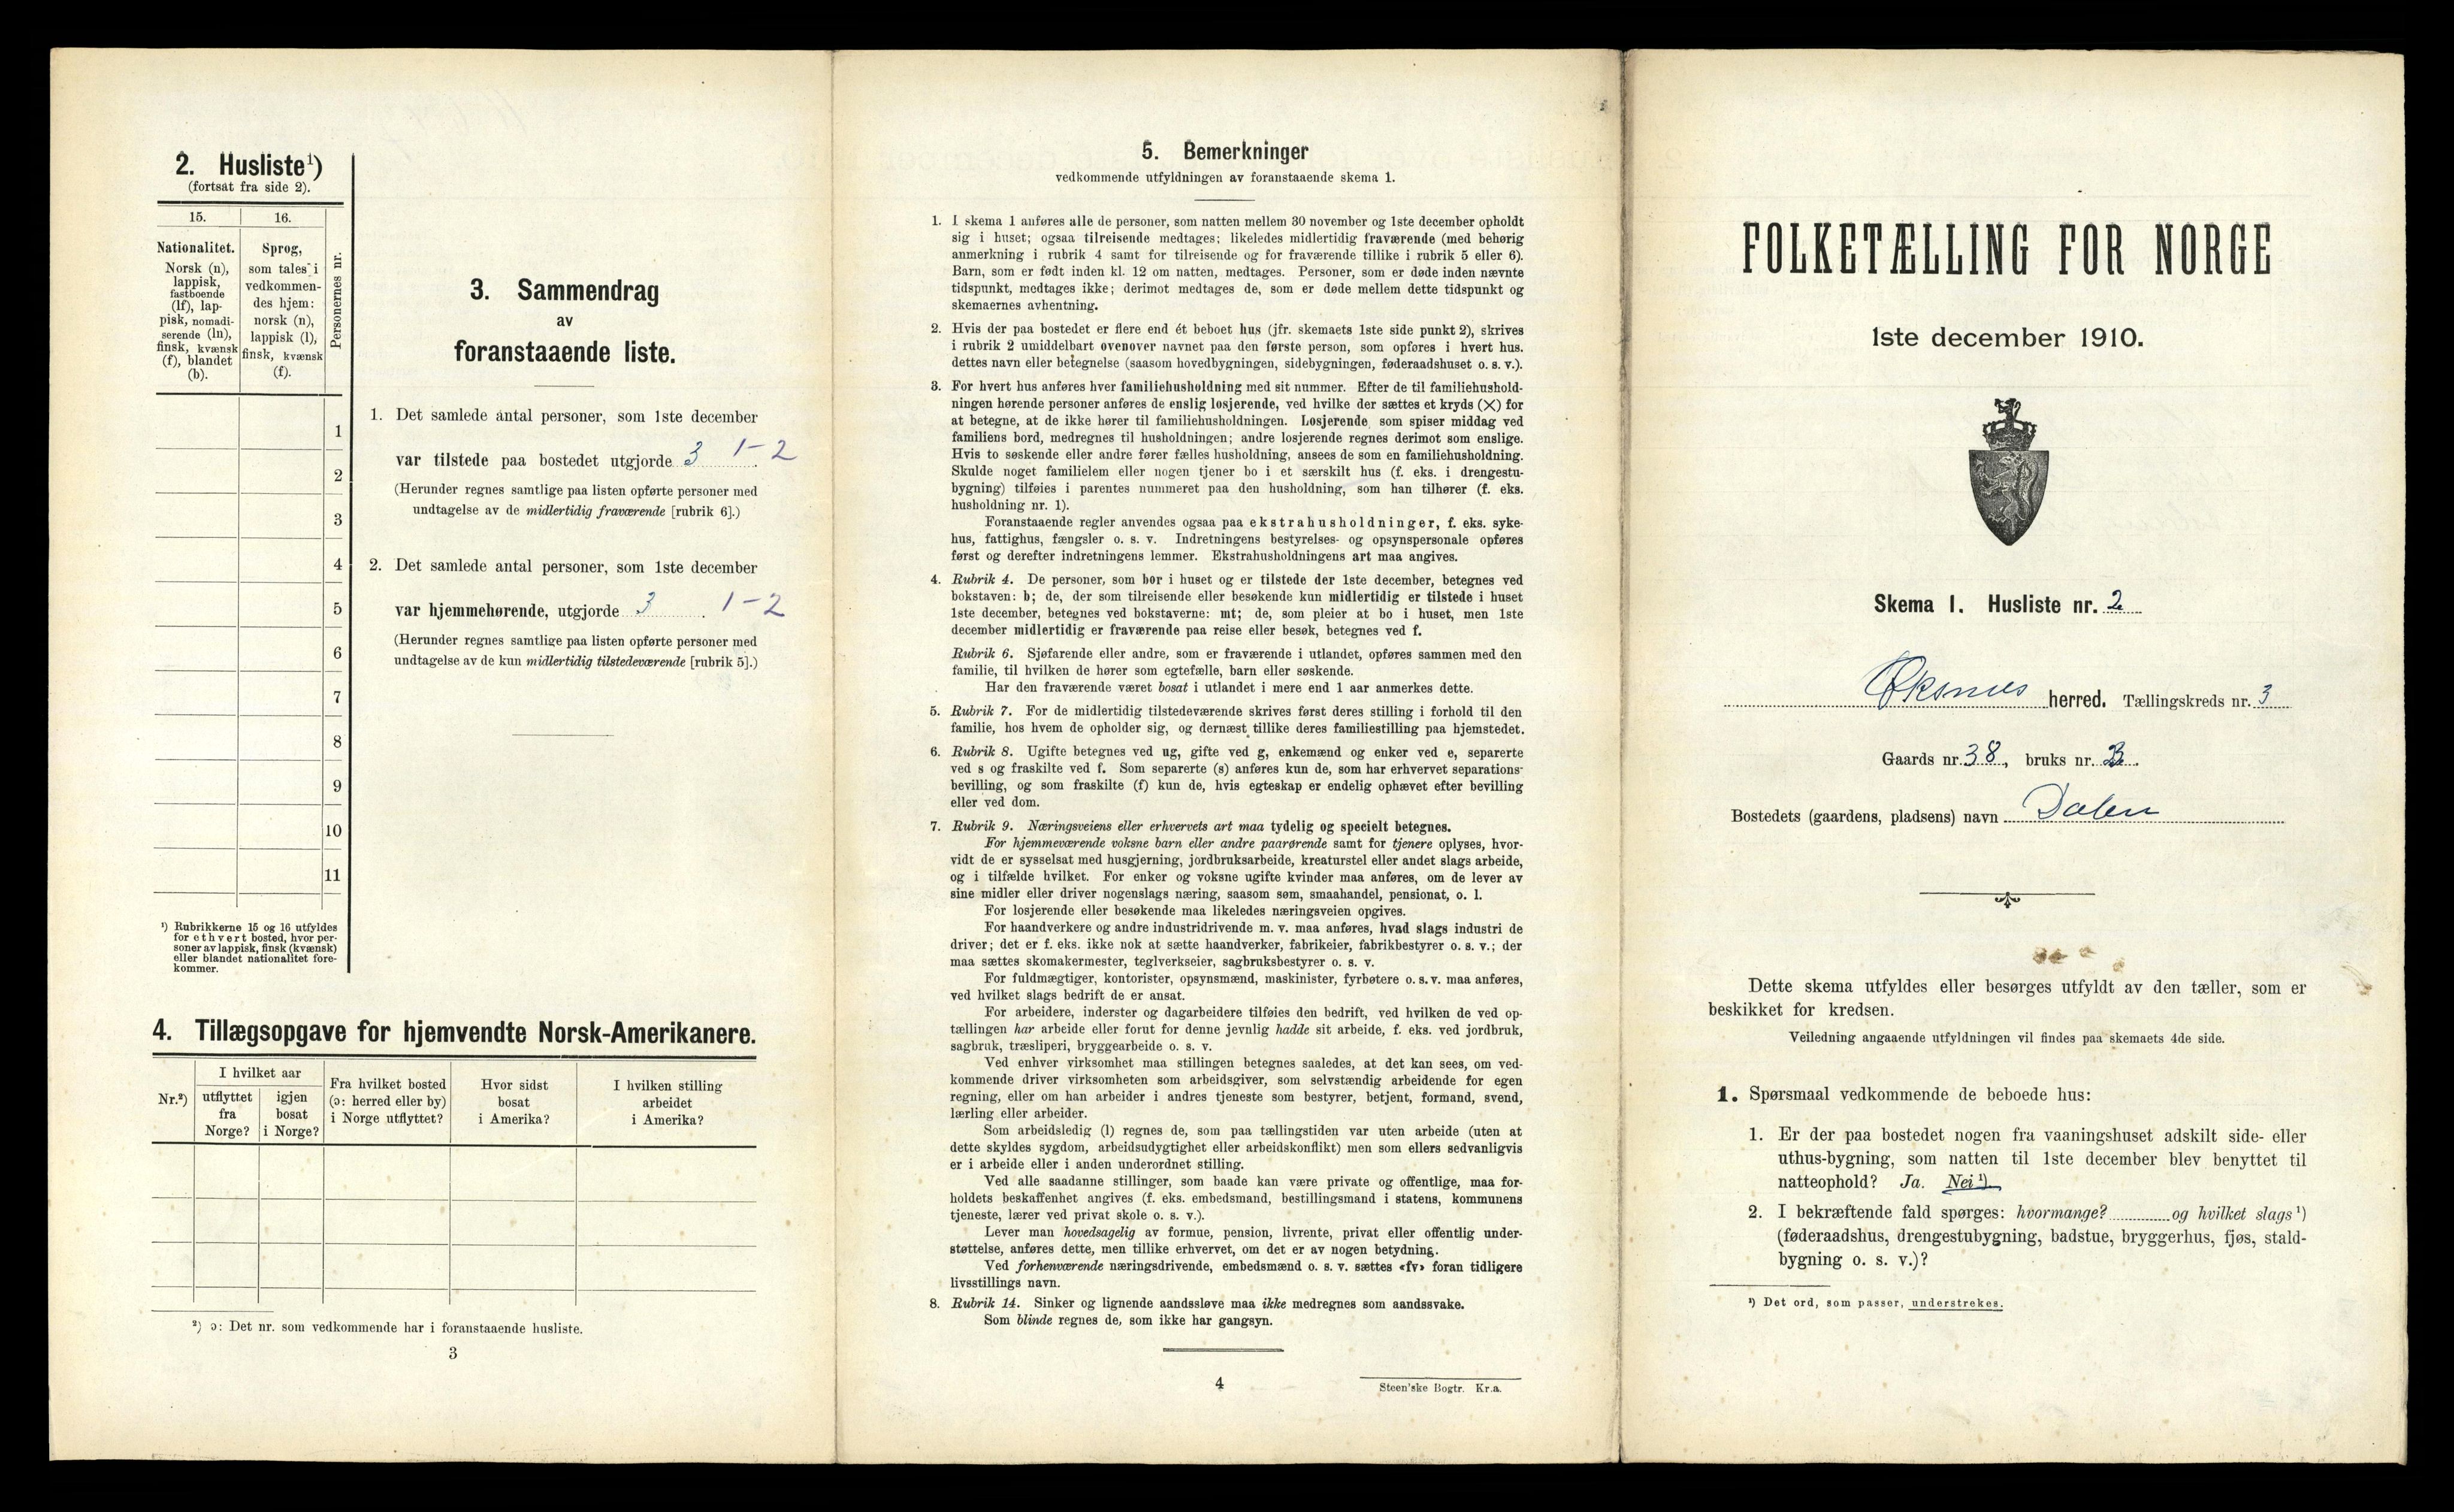 2. Husliste¹)
(fortsat fra side 2).
15. 16.
Nationalitet.
Norsk (n),
lappisk,
fastboende
(lf), lap-
pisk, nomadi-
serende (ln),
finsk, kvænsk
(f), blandet
(b).
Sprog,
som tales i
vedkommen-
des hjem:
norsk (n),
lappisk (l),
finsk, kvænsk
(f).
Personernes nr.
1
2
3
4
5
6
7
8
9
10
11
¹) Rubrikkerne 15 og 16 utfyldes
for ethvert bosted, hvor per-
soner av lappisk, finsk (kvænsk)
eller blandet nationalitet fore-
kommer.
3. Sammendrag
av
foranstaaende liste.
1. Det samlede antal personer, som 1ste december
var tilstede paa bostedet utgjorde 3 1-2
(Herunder regnes samtlige paa listen opførte personer med
undtagelse av de midlertidig fraværende [rubrik 6].)
2. Det samlede antal personer, som 1ste december
var hjemmehørende, utgjorde 3 . 1-2
(Herunder regnes samtlige paa listen opførte personer med
undtagelse av de kun midlertidig tilstedeværende [rubrik 5].)
4. Tillægsopgave for hjemvendte Norsk-Amerikanere.
Nr.²)
I hvilket aar
utflyttet
fra
Norge?
igjen
bosat
i Norge?
Fra hvilket bosted
(ɔ: herred eller by)
i Norge utflyttet?
Hvor sidst
bosat
i Amerika?
I hvilken stilling
arbeidet
i Amerika?
²) ɔ: Det nr. som vedkommende har i foranstaaende husliste.
3
5. Bemerkninger
vedkommende utfyldningen av foranstaaende skema 1.
1. I skema 1 anføres alle de personer, som natten mellem 30 november og 1ste december opholdt
sig i huset; ogsaa tilreisende medtages; likeledes midlertidig fraværende (med behørig
anmerkning i rubrik 4 samt for tilreisende og for fraværende tillike i rubrik 5 eller 6).
Barn, som er født inden kl. 12 om natten, medtages. Personer, som er døde inden nævnte
tidspunkt, medtages ikke; derimot medtages de, som er døde mellem dette tidspunkt og
skemaernes avhentning.
2. Hvis der paa bostedet er flere end ét beboet hus (jfr. skemaets 1ste side punkt 2), skrives
i rubrik 2 umiddelbart ovenover navnet paa den første person, som opføres i hvert hus.
dettes navn eller betegnelse (saasom hovedbygningen, sidebygningen, føderaadshuset o. s. v.).
3. For hvert hus anføres hver familiehusholdning med sit nummer. Efter de til familiehushold-
ningen hørende personer anføres de enslig losjerende, ved hvilke der sættes et kryds (×) for
at betegne, at de ikke hører til familiehusholdningen. Losjerende som spiser middag ved
familiens bord, medregnes til husholdningen; andre losjerende regnes derimot som enslige.
Hvis to søskende eller andre fører fælles husholdning, ansees de som en familiehusholdning.
Skulde noget familielem eller nogen tjener bo i et særskilt hus (f. eks. i drengestu-
bygning) tilføies i parentes nummeret paa den husholdning, som han tilhører (f. eks.
husholdning nr. 1).
Foranstaaende regler anvendes ogsaa paa ekstrahusholdninger, f. eks. syke-
hus, fattighus, fængsler o. s. v. Indretningens bestyrelses- og opsynspersonale opføres
først og derefter indretningens lemmer. Ekstrahusholdningens art maa angives.
4. Rubrik 4. De personer, som bor i huset og er tilstede der 1ste december, betegnes ved
bokstaven: b; de, der som tilreisende eller besøkende kun midlertidig er tilstede i huset
1ste december, betegnes ved bokstaverne: mt; de, som pleier at bo i huset, men 1ste
december midlertidig er fraværende paa reise eller besøk, betegnes ved f.
Rubrik 6. Sjøfarende eller andre, som er fraværende i utlandet, opføres sammen med den
familie, til hvilken de hører som egtefælle, barn eller søskende.
Har den fraværende været bosat i utlandet i mere end 1 aar anmerkes dette.
5. Rubrik 7. For de midlertidig tilstedeværende skrives først deres stilling i forhold til den
familie, hos hvem de opholder sig, og dernæst tillike deres familiestilling paa hjemstedet.
6. Rubrik 8. Ugifte betegnes ved ug, gifte ved g, enkemænd og enker ved e, separerte
ved s og fraskilte ved f. Som separerte (s) anføres kun de, som har erhvervet separations-
bevilling, og som fraskilte (f) kun de, hvis egteskap er endelig ophævet efter bevilling
eller ved dom.
7. Rubrik 9. Næringsveiens eller erhvervets art maa tydelig og specielt betegnes.
For hjemmeværende voksne barn eller andre paarørende samt for tjenere oplyses, hvor-
vidt de er sysselsat med husgjerning, jordbruksarbeide, kreaturstel eller andet slags arbeide,
og i tilfælde hvilket. For enker og voksne ugifte kvinder maa anføres, om de lever av
sine midler eller driver nogenslags næring, saasom søm, smaahandel, pensionat, o. l.
For losjerende eller besøkende maa likeledes næringsveien opgives.
For haandverkere og andre industridrivende m. v. maa anføres, hvad slags industri de
driver; det er f. eks. ikke nok at sætte haandverker, fabrikeier, fabrikbestyrer o. s. v.; der
maa sættes skomakermester, teglverkseier, sagbruksbestyrer o. s. v.
For fuldmægtiger, kontorister, opsynsmænd, maskinister, fyrbøtere o. s. v. maa anføres,
ved hvilket slags bedrift de er ansat.
For arbeidere, inderster og dagarbeidere tilføies den bedrift, ved hvilken de ved op-
tællingen har arbeide eller forut for denne jevnlig hadde sit arbeide, f. eks. ved jordbruk,
sagbruk, træsliperi, bryggearbeide o. s. v.
Ved enhver virksomhet maa stillingen betegnes saaledes, at det kan sees, om ved-
kommende driver virksomheten som arbeidsgiver, som selvstændig arbeidende for egen
regning, eller om han arbeider i andres tjeneste som bestyrer, betjent, formand, svend,
lærling eller arbeider.
Som arbeidsledig (l) regnes de, som paa tællingstiden var uten arbeide (uten at
dette skyldes sygdom, arbeidsudygtighet eller arbeidskonflikt) men som ellers sedvanligvis
er i arbeide eller i anden underordnet stilling.
Ved alle saadanne stillinger, som baade kan være private og offentlige, maa for-
holdets beskaffenhet angives (f. eks. embedsmand, bestillingsmand i statens, kommunens
tjeneste, lærer ved privat skole o. s. v.).
Lever man hovedsagelig av formue, pension, livrente, privat eller offentlig under-
støttelse, anføres dette, men tillike erhvervet, om det er av nogen betydning.
Ved forhenværende næringsdrivende, embedsmænd o. s. v. sættes «fv» foran tidligere
livsstillings navn.
8. Rubrik 14. Sinker og lignende aandssløve maa ikke medregnes som aandssvake.
Som blinde regnes de, som ikke har gangsyn.
4
Steen'ske Bogtr. Kr.a.
FOLKETÆLLING FOR NORGE
1ste december 1910.
Skema 1. Husliste nr. 2
Øksnes herred. Tællingskreds nr. 3
Gaards nr. 38, bruks nr. 3.
Bostedets (gaardens, pladsens) navn Dalen
Dette skema utfyldes eller besørges utfyldt av den tæller, som er
beskikket for kredsen.
Veiledning angaaende utfyldningen vil findes paa skemaets 4de side.
1. Spørsmaal vedkommende de beboede hus:
1. Er der paa bostedet nogen fra vaaningshuset adskilt side- eller
uthus-bygning, som natten til 1ste december blev benyttet til
natteophold? Ja. Nei¹).
2. I bekræftende fald spørges: hvormange? og hvilket slags¹)
(føderaadshus, drengestubygning, badstue, bryggerhus, fjøs, stald-
bygning o. s. v.)?
¹) Det ord, som passer, understrekes.